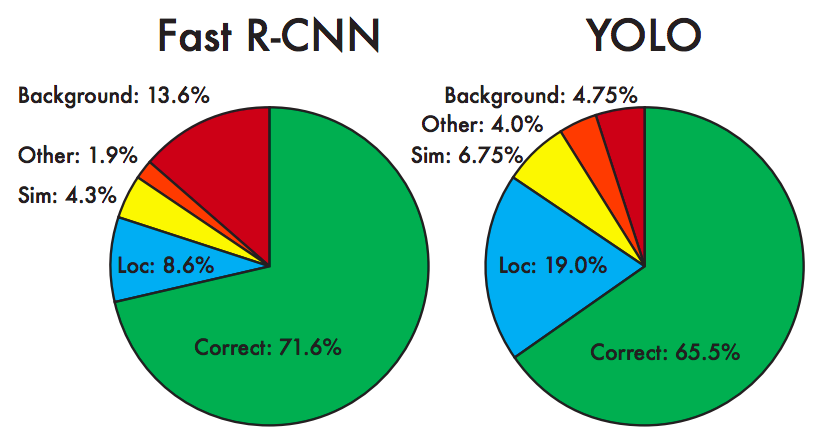 Fast R-CNN
Background: 13.6%
Other: 1.9%
Sim: 4.3%
Loc: 8.6%
Correct: 71.6%
YOLO
Background: 4.75%
Other: 4.0%
Sim: 6.75%
Loc: 19.0%
Correct: 65.5%